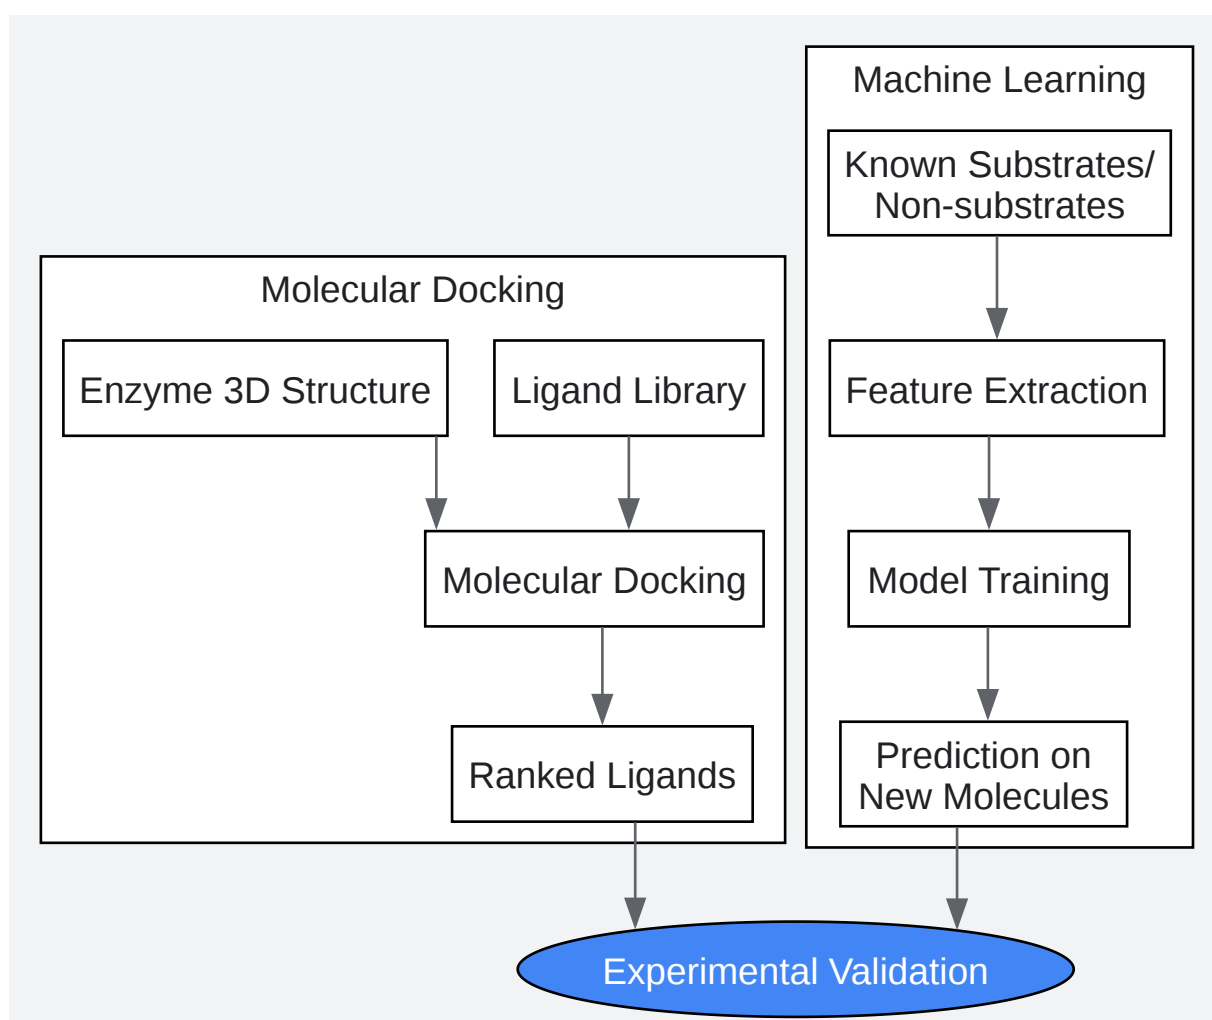 Machine Learning
Known Substrates/
Non-substrates
Molecular Docking
Enzyme 3D Structure
Ligand Library
Feature Extraction
Molecular Docking
Model Training
Ranked Ligands
Prediction on
New Molecules
Experimental Validation